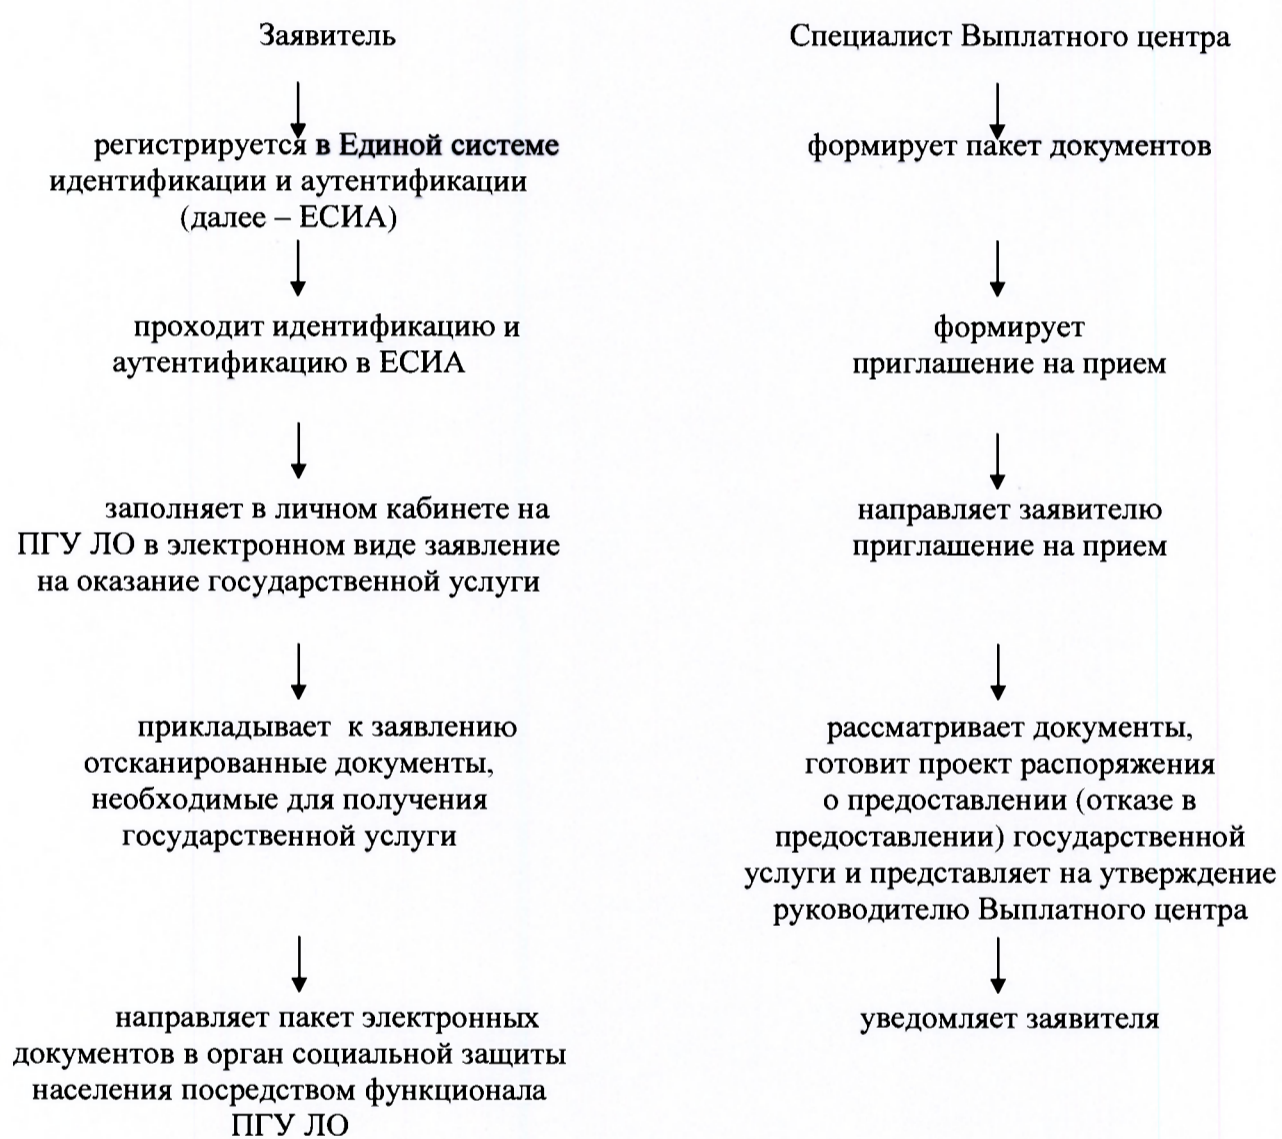 Заявитель
регистрируется в Единой системе
идентификации и аутентификации
(далее – ЕСИА)
проходит идентификацию и
аутентификацию в ЕСИА
заполняет в личном кабинете на
ПГУ ЛО в электронном виде заявление
на оказание государственной услуги
прикладывает к заявлению
отсканированные документы,
необходимые для получения
государственной услуги
направляет пакет электронных
документов в орган социальной защиты
населения посредством функционала
ПГУ ЛО
Специалист Выплатного центра
формирует пакет документов
формирует
приглашение на прием
направляет заявителю
приглашение на прием
рассматривает документы,
готовит проект распоряжения
о предоставлении (отказе в
предоставлении) государственной
услуги и представляет на утверждение
руководителю Выплатного центра
уведомляет заявителя